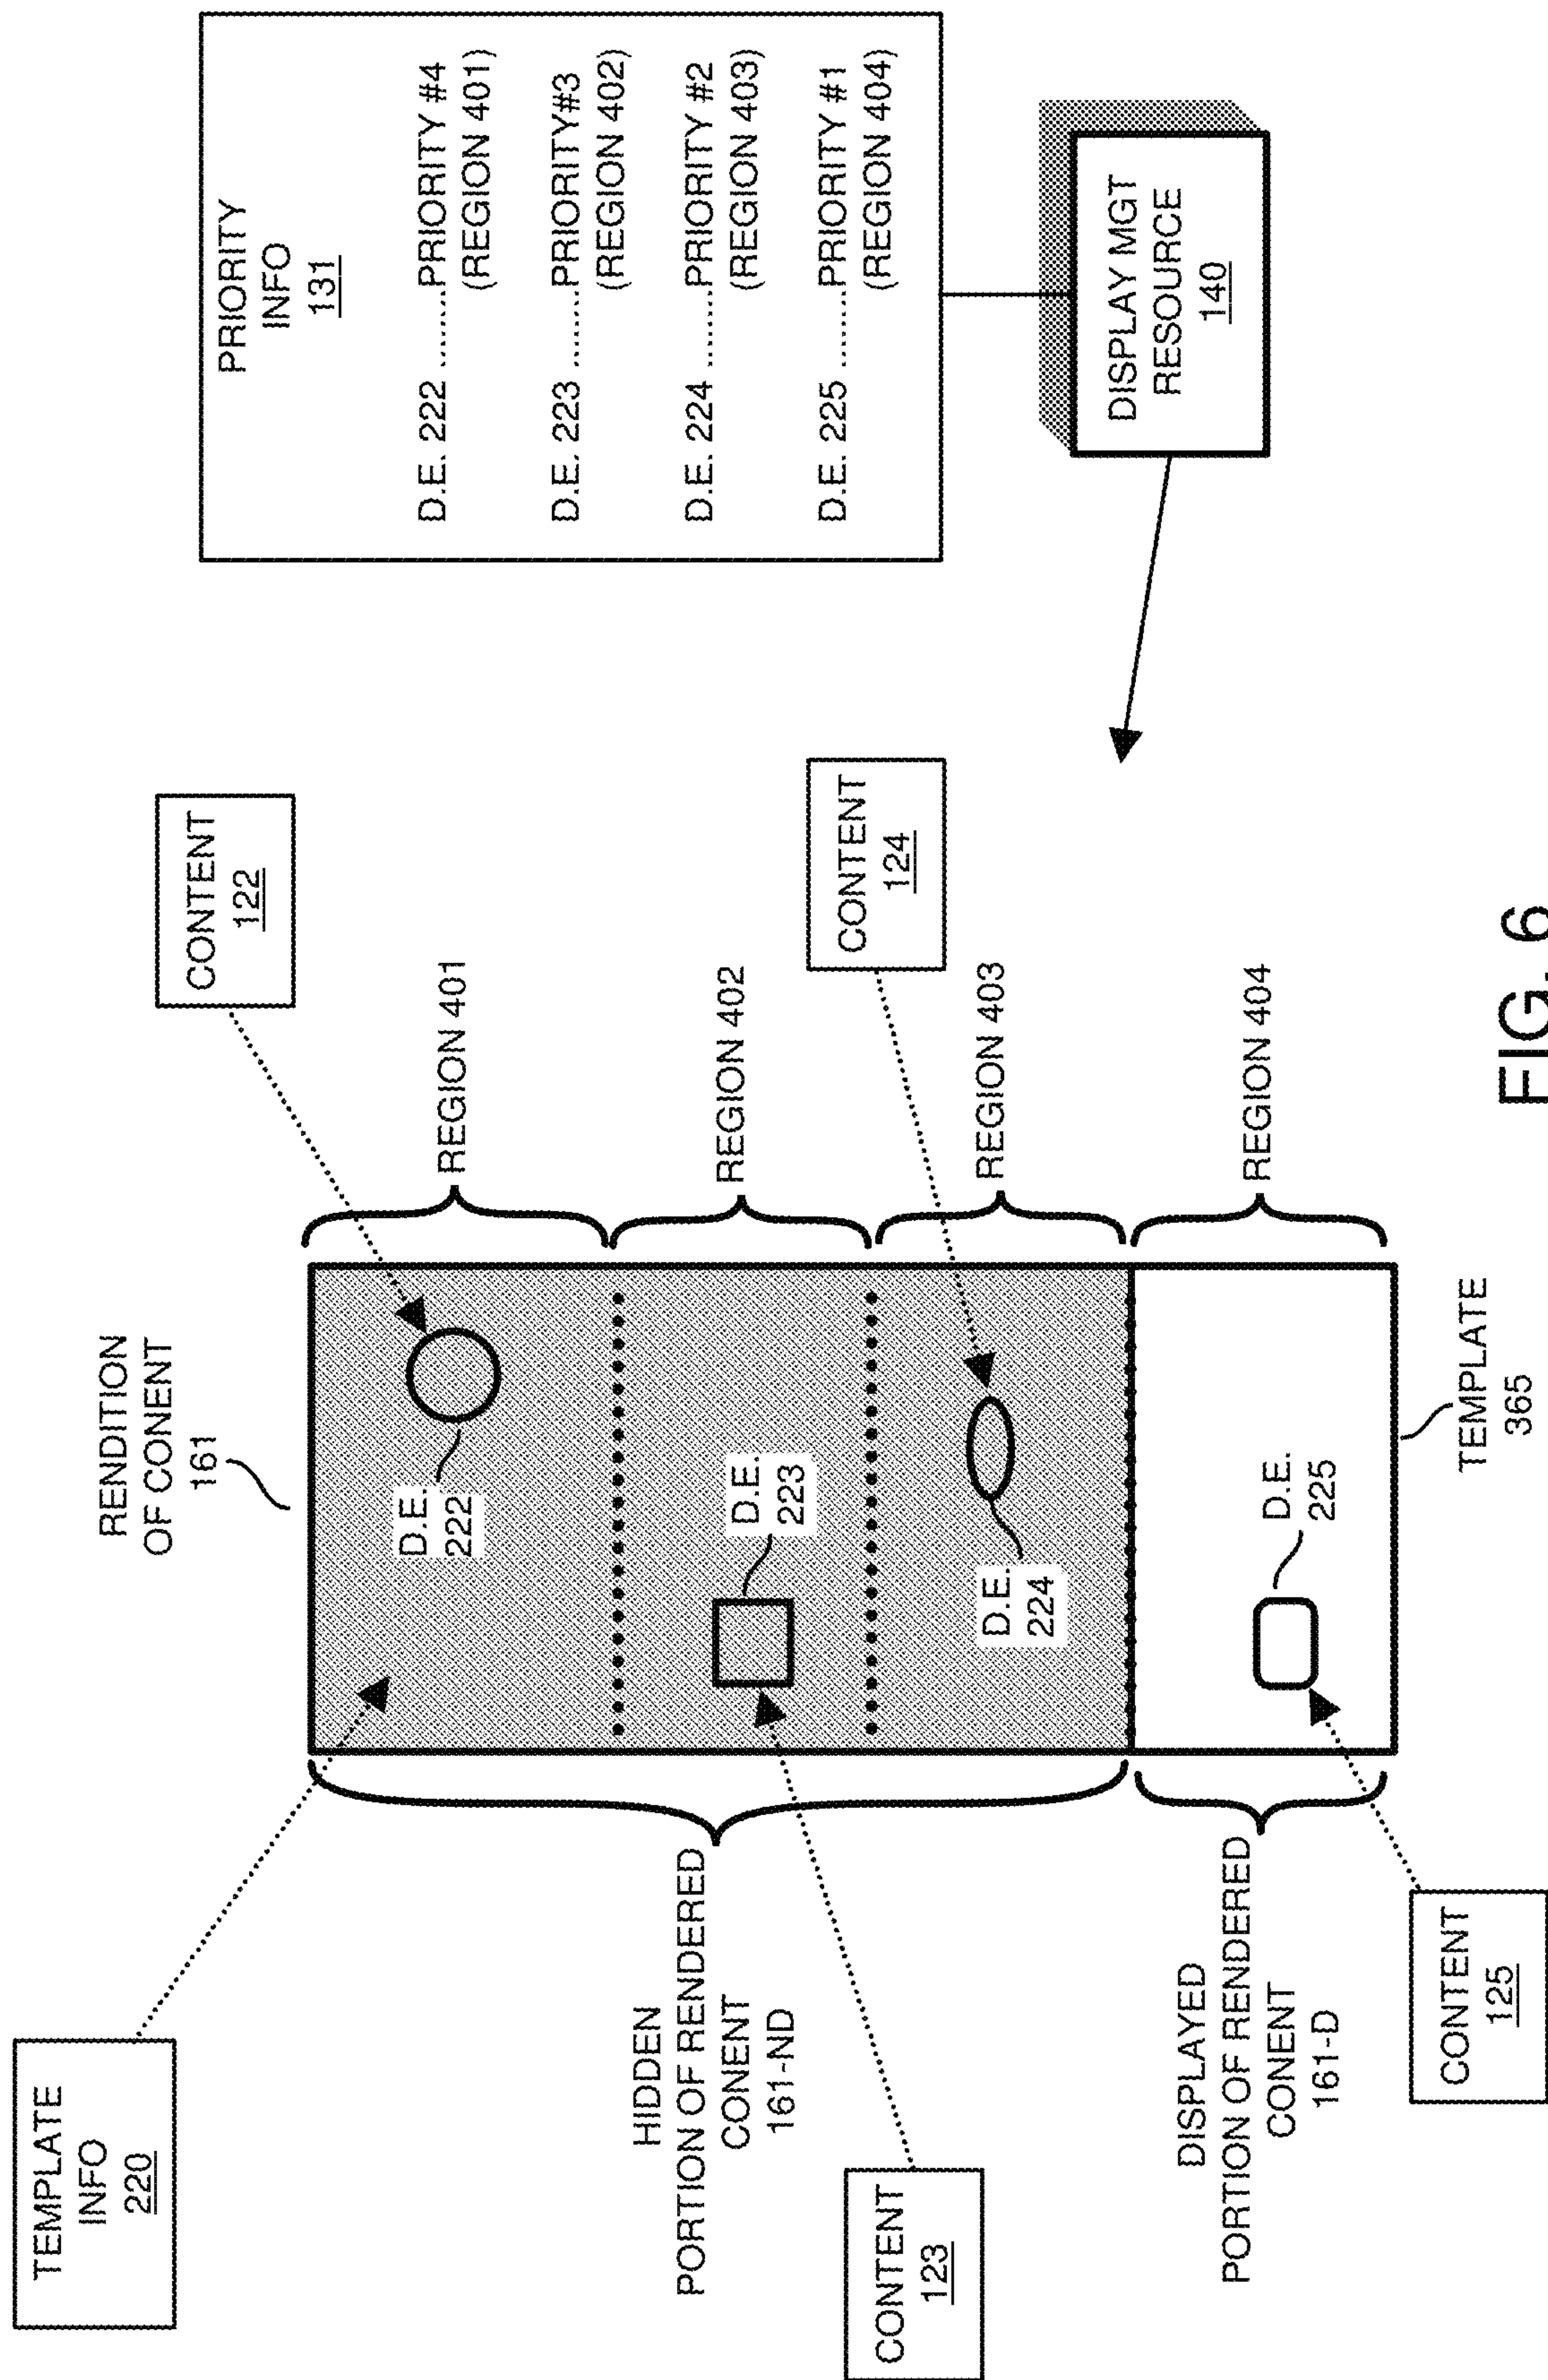 TEMPLATE
INFO
220
RENDITION
OF CONENT
161
CONTENT
122
PRIORITY
INFO
131
D.E. 222 ........PRIORITY #4
(REGION 401)
D.E. 223 ........PRIORITY#3
(REGION 402)
D.E. 224 ........PRIORITY #2
(REGION 403)
D.E. 225 .........PRIORITY #1
(REGION 404)
D.E.
222
REGION 401
HIDDEN
PORTION OF RENDERED
CONENT
161-ND
D.E.
223
REGION 402
CONTENT
123
D.E.
224
REGION 403
CONTENT
124
DISPLAYED
PORTION OF RENDERED
CONENT
161-D
D.E.
225
REGION 404
DISPLAY MGT
RESOURCE
140
CONTENT
125
TEMPLATE
365
FIG. 6